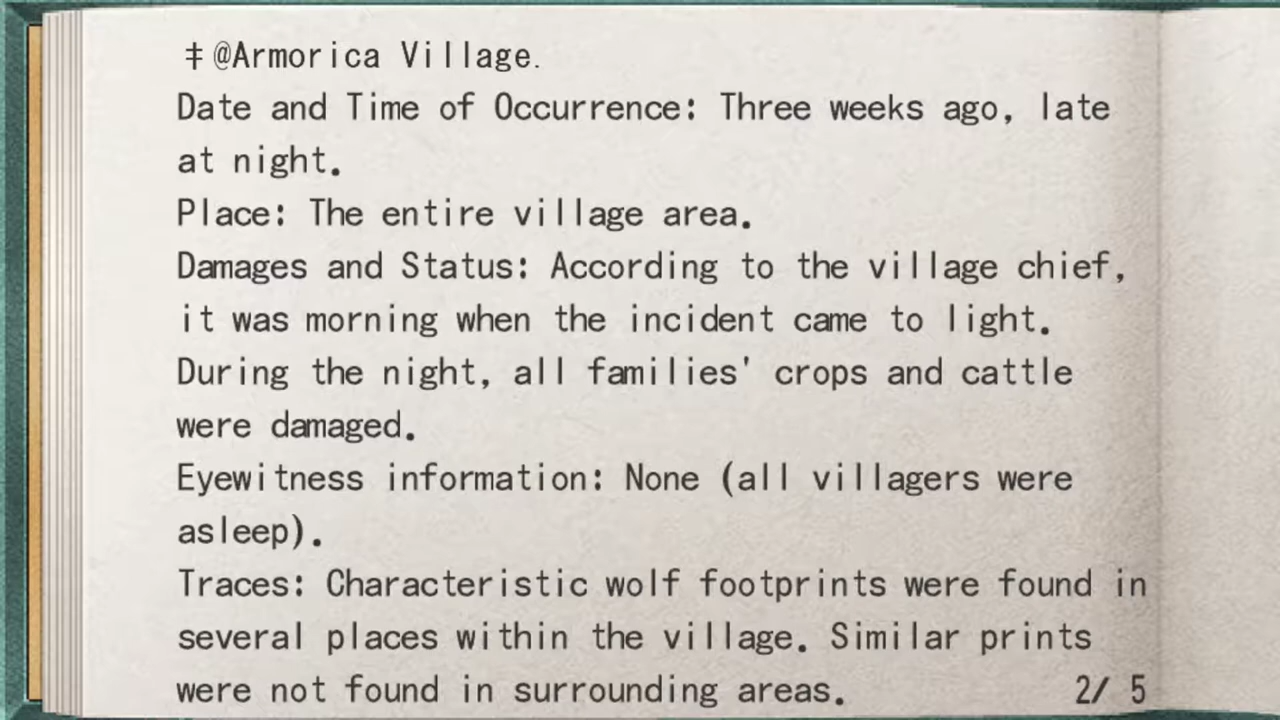 ‡@Armorica Village.
Date and Time of Occurrence: Three weeks ago, late
at night.
Place: The entire village area.
Damages and Status: According to the village chief,
it was morning when the incident came to light.
During the night, all families' crops and cattle
were damaged.
Eyewitness information: None (all villagers were
asleep).
Traces: Characteristic wolf footprints were found in
several places within the village. Similar prints
were not found in surrounding areas.
2/ 5